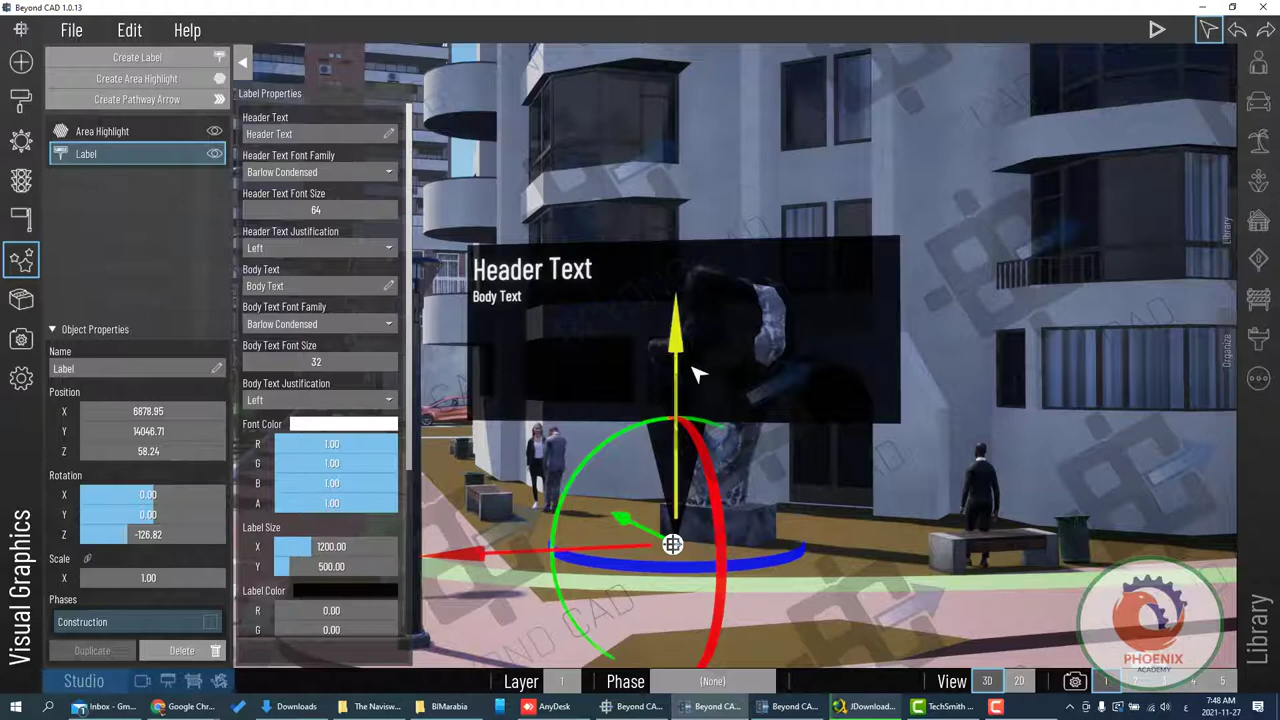 Beyond CAD 1.0.13
File Edit Help
Create Label
Create Area Highlight
Create Pathway Arrow
Area Highlight
Label
Object Properties
Name
Label
Position
X 6878.95
Y 14046.71
Z 58.24
Rotation
X 0.00
Y 0.00
Z -126.82
Scale
X 1.00
Phases
Construction
Duplicate Delete
Visual Graphics
Label Properties
Header Text
Header Text
Header Text Font Family
Barlow Condensed
Header Text Font Size
64
Header Text Justification
Left
Body Text
Body Text
Body Text Font Family
Barlow Condensed
Body Text Font Size
32
Body Text Justification
Left
Font Color
R 1.00
G 1.00
B 1.00
A 1.00
Label Size
X 1200.00
Y 500.00
Label Color
R 0.00
G 0.00
Header Text
Body Text
BEYOND CAD
BEYOND CAD
PHOENIX
ACADEMY
Library
Organize
Library
Studio Layer 1 Phase (None) View 3D 2D 1 2 3 4 5
Inbox - Gm... Google Chr... Downloads The Navisw... BIMarabia AnyDesk Beyond CA... Beyond CA... Beyond CA... JDownload... TechSmith ... 7:48 AM
2021-11-27